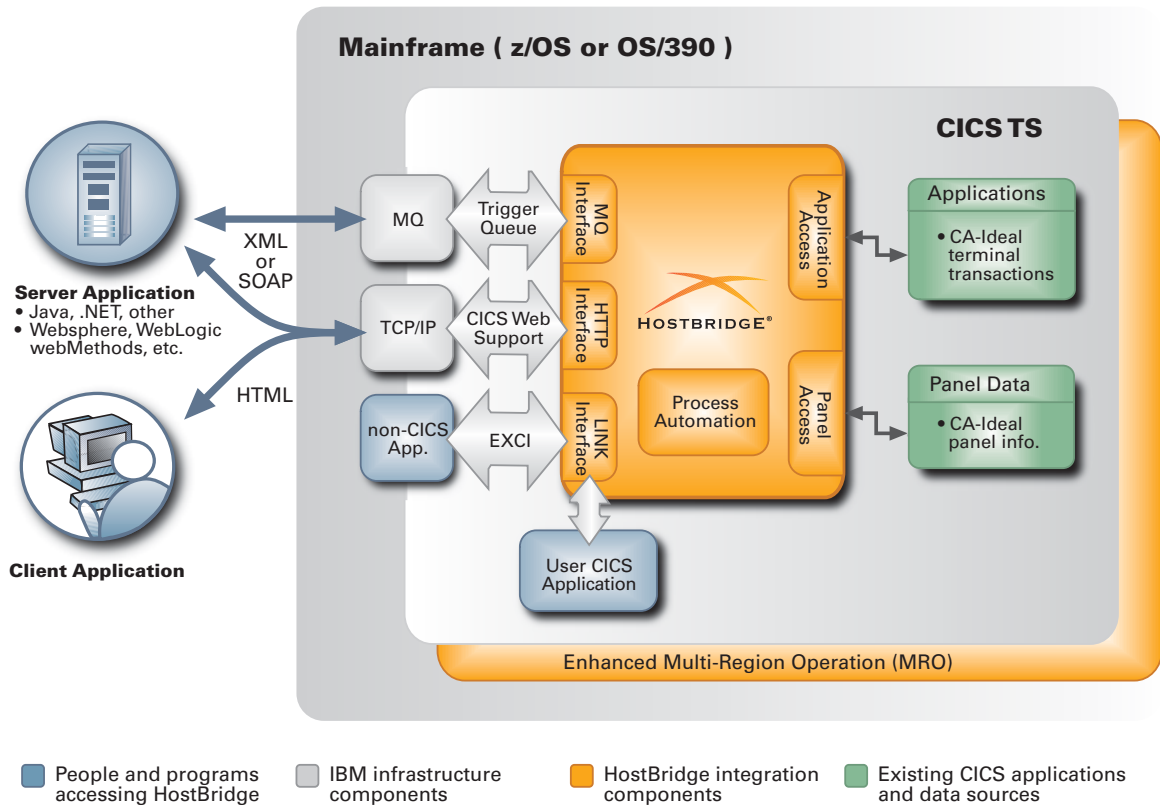 Mainframe ( z/OS or OS/390 )
CICS TS
Server Application
• Java, .NET, other
• Websphere, WebLogic
webMethods, etc.
Client Application
XML
or
SOAP
HTML
MQ
Trigger
Queue
MQ
Interface
TCP/IP
CICS Web
Support
HTTP
Interface
non-CICS
App.
EXCI
LINK
Interface
User CICS
Application
HOSTBRIDGE®
Process
Automation
Application
Access
Panel
Access
Applications
• CA-Ideal
terminal
transactions
Panel Data
• CA-Ideal
panel info.
Enhanced Multi-Region Operation (MRO)
People and programs
accessing HostBridge
IBM infrastructure
components
HostBridge integration
components
Existing CICS applications
and data sources